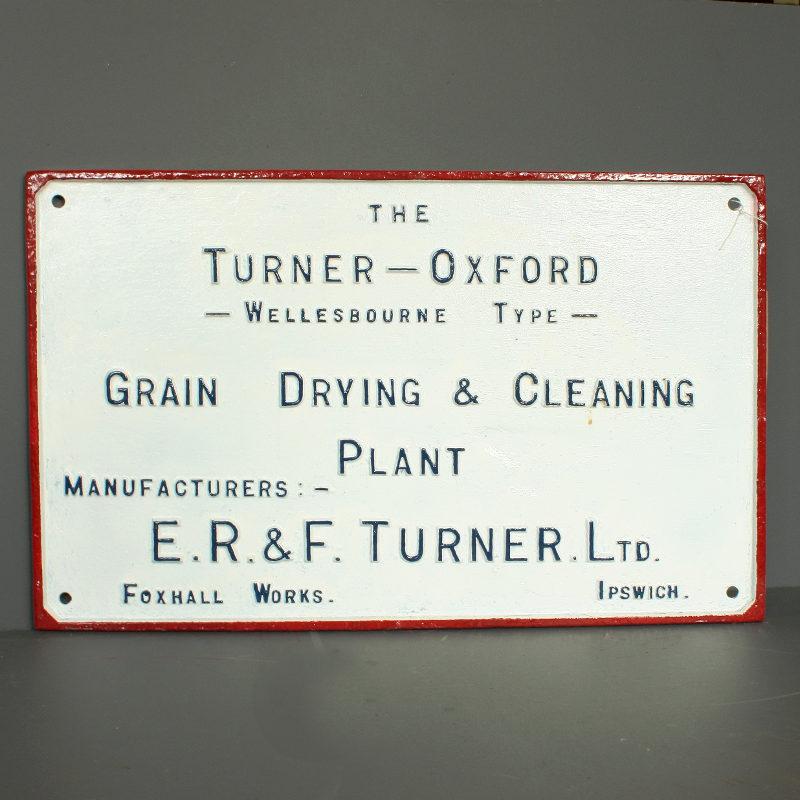 THE
TURNER — OXFORD
— WELLESBOURNE TYPE —
GRAIN DRYING & CLEANING
PLANT
MANUFACTURERS :-
E.R.& F. TURNER. LTD.
FOXHALL WORKS. IPSWICH.